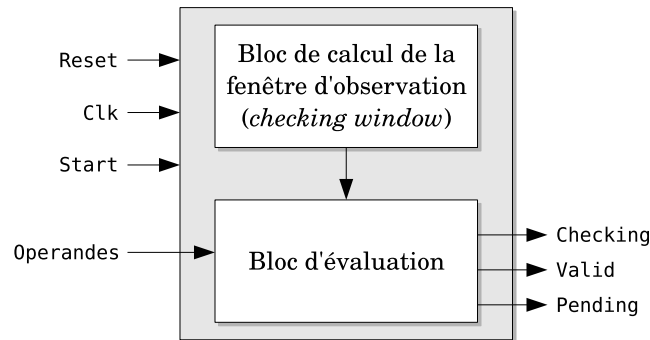 Reset
Clk
Start
Operandes
Bloc de calcul de la
fenêtre d'observation
(checking window)
Bloc d'évaluation
Checking
Valid
Pending